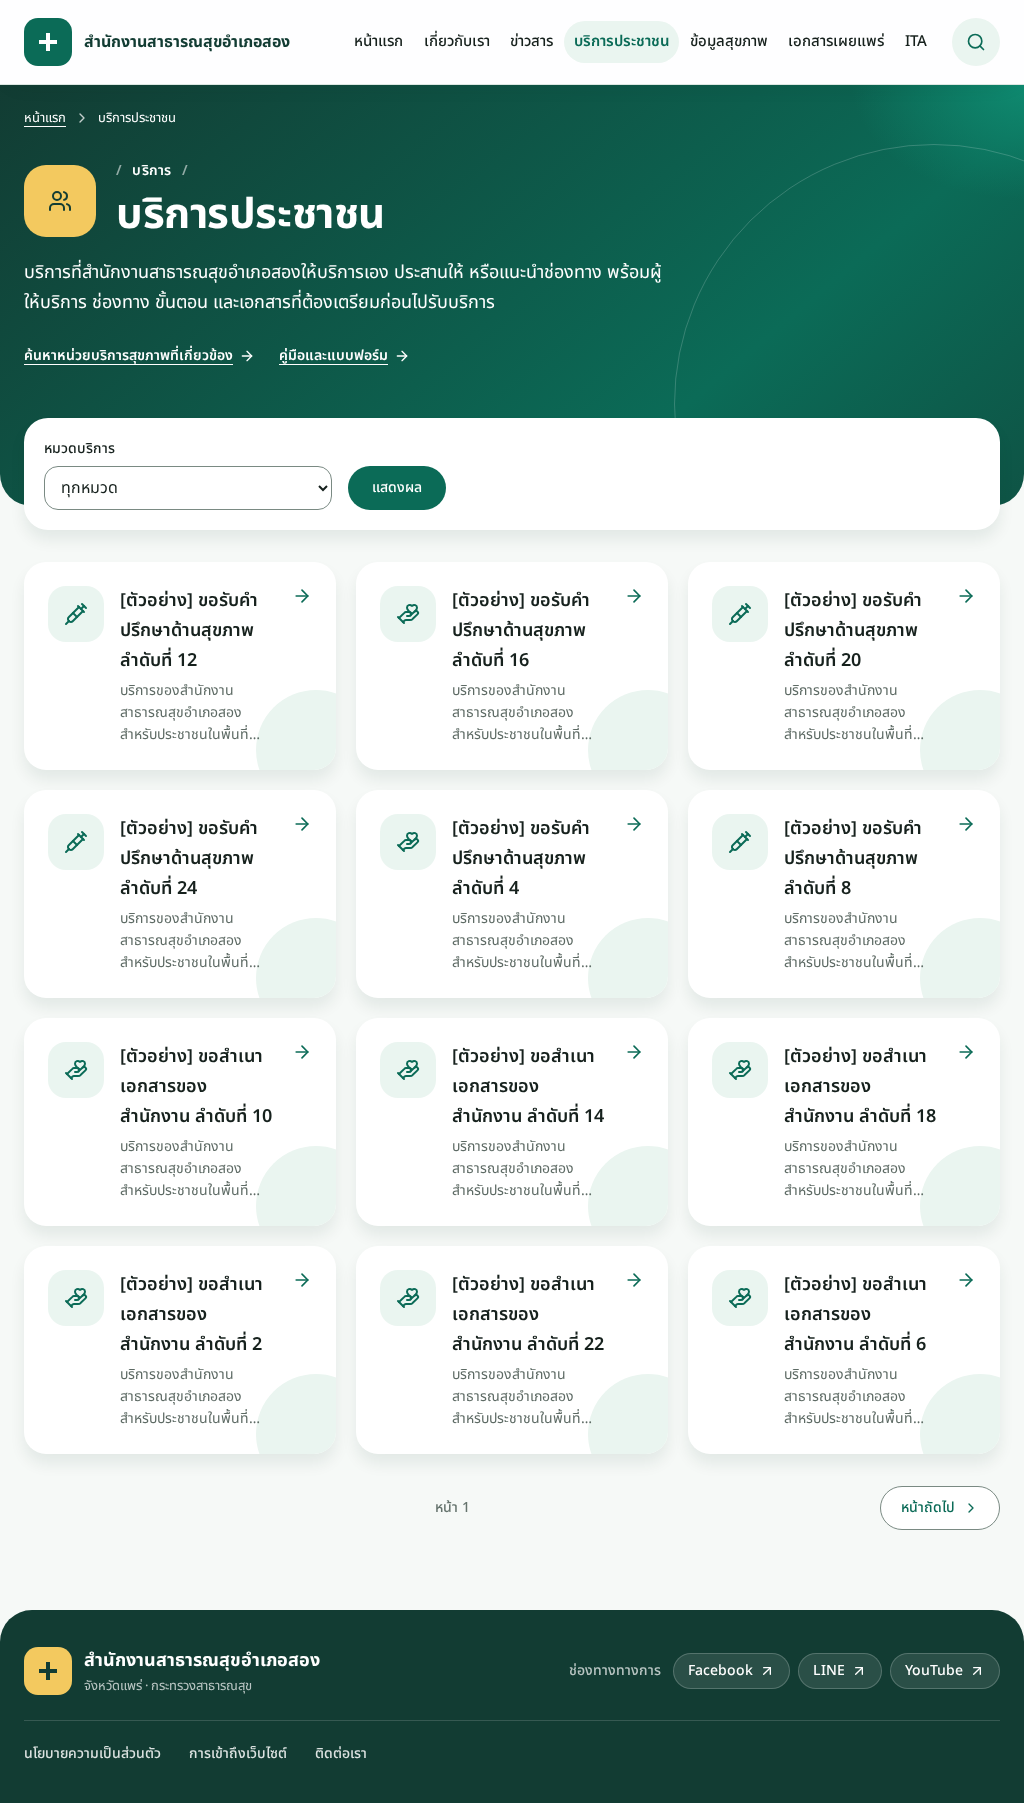 สำนักงานสาธารณสุขอำเภอสอง
หน้าแรก เกี่ยวกับเรา ข่าวสาร บริการประชาชน ข้อมูลสุขภาพ เอกสารเผยแพร่ ITA
หน้าแรก > บริการประชาชน
/ บริการ /
บริการประชาชน
บริการที่สำนักงานสาธารณสุขอำเภอสองให้บริการเอง ประสานให้ หรือแนะนำช่องทาง พร้อมผู้
ให้บริการ ช่องทาง ขั้นตอน และเอกสารที่ต้องเตรียมก่อนไปรับบริการ
ค้นหาหน่วยบริการสุขภาพที่เกี่ยวข้อง คู่มือและแบบฟอร์ม
หมวดบริการ
ทุกหมวด แสดงผล
[ตัวอย่าง] ขอรับคำ
ปรึกษาด้านสุขภาพ
ลำดับที่ 12
บริการของสำนักงาน
สาธารณสุขอำเภอสอง
สำหรับประชาชนในพื้นที่...
[ตัวอย่าง] ขอรับคำ
ปรึกษาด้านสุขภาพ
ลำดับที่ 16
บริการของสำนักงาน
สาธารณสุขอำเภอสอง
สำหรับประชาชนในพื้นที่...
[ตัวอย่าง] ขอรับคำ
ปรึกษาด้านสุขภาพ
ลำดับที่ 20
บริการของสำนักงาน
สาธารณสุขอำเภอสอง
สำหรับประชาชนในพื้นที่...
[ตัวอย่าง] ขอรับคำ
ปรึกษาด้านสุขภาพ
ลำดับที่ 24
บริการของสำนักงาน
สาธารณสุขอำเภอสอง
สำหรับประชาชนในพื้นที่...
[ตัวอย่าง] ขอรับคำ
ปรึกษาด้านสุขภาพ
ลำดับที่ 4
บริการของสำนักงาน
สาธารณสุขอำเภอสอง
สำหรับประชาชนในพื้นที่...
[ตัวอย่าง] ขอรับคำ
ปรึกษาด้านสุขภาพ
ลำดับที่ 8
บริการของสำนักงาน
สาธารณสุขอำเภอสอง
สำหรับประชาชนในพื้นที่...
[ตัวอย่าง] ขอสำเนา
เอกสารของ
สำนักงาน ลำดับที่ 10
บริการของสำนักงาน
สาธารณสุขอำเภอสอง
สำหรับประชาชนในพื้นที่...
[ตัวอย่าง] ขอสำเนา
เอกสารของ
สำนักงาน ลำดับที่ 14
บริการของสำนักงาน
สาธารณสุขอำเภอสอง
สำหรับประชาชนในพื้นที่...
[ตัวอย่าง] ขอสำเนา
เอกสารของ
สำนักงาน ลำดับที่ 18
บริการของสำนักงาน
สาธารณสุขอำเภอสอง
สำหรับประชาชนในพื้นที่...
[ตัวอย่าง] ขอสำเนา
เอกสารของ
สำนักงาน ลำดับที่ 2
บริการของสำนักงาน
สาธารณสุขอำเภอสอง
สำหรับประชาชนในพื้นที่...
[ตัวอย่าง] ขอสำเนา
เอกสารของ
สำนักงาน ลำดับที่ 22
บริการของสำนักงาน
สาธารณสุขอำเภอสอง
สำหรับประชาชนในพื้นที่...
[ตัวอย่าง] ขอสำเนา
เอกสารของ
สำนักงาน ลำดับที่ 6
บริการของสำนักงาน
สาธารณสุขอำเภอสอง
สำหรับประชาชนในพื้นที่...
หน้า 1 หน้าถัดไป
สำนักงานสาธารณสุขอำเภอสอง
จังหวัดแพร่ · กระทรวงสาธารณสุข
ช่องทางทางการ Facebook LINE YouTube
นโยบายความเป็นส่วนตัว การเข้าถึงเว็บไซต์ ติดต่อเรา